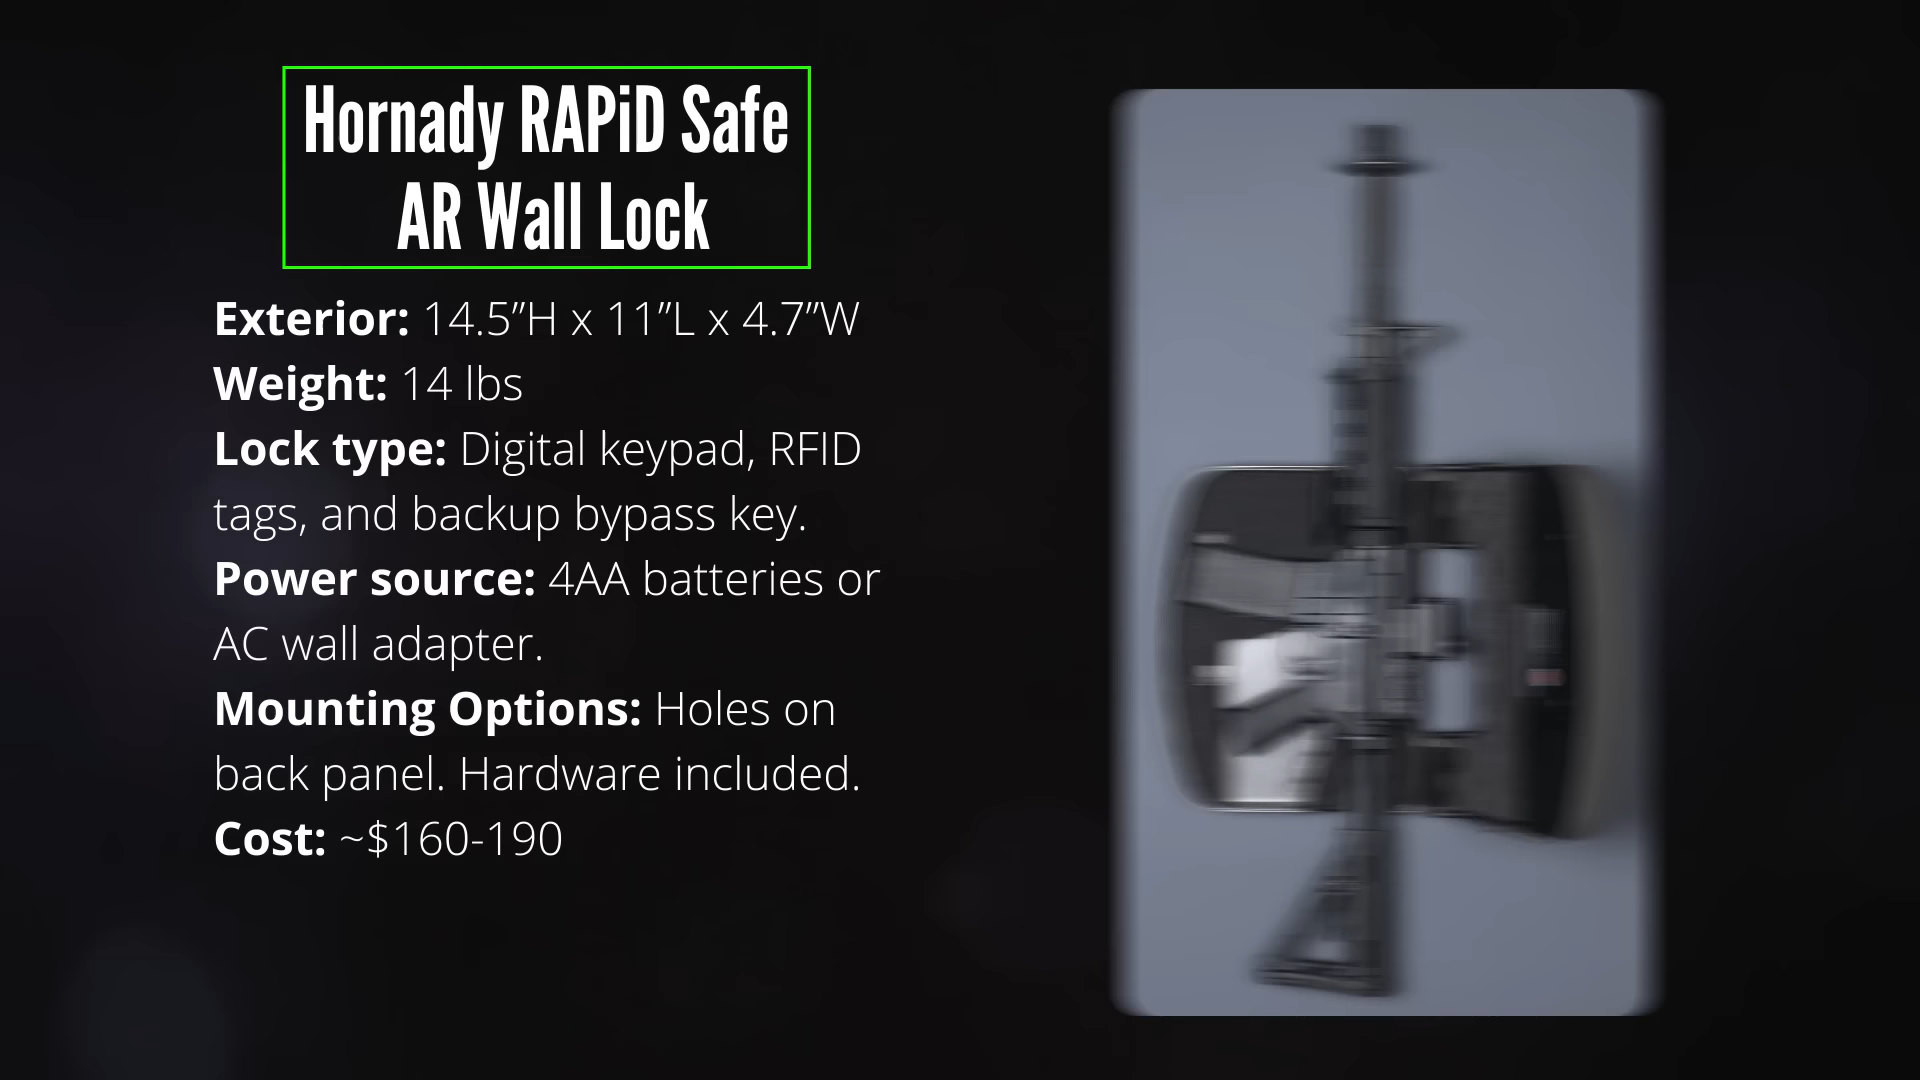 Hornady RAPiD Safe
AR Wall Lock
Exterior: 14.5”H x 11”L x 4.7”W
Weight: 14 lbs
Lock type: Digital keypad, RFID
tags, and backup bypass key.
Power source: 4AA batteries or
AC wall adapter.
Mounting Options: Holes on
back panel. Hardware included.
Cost: ~$160-190